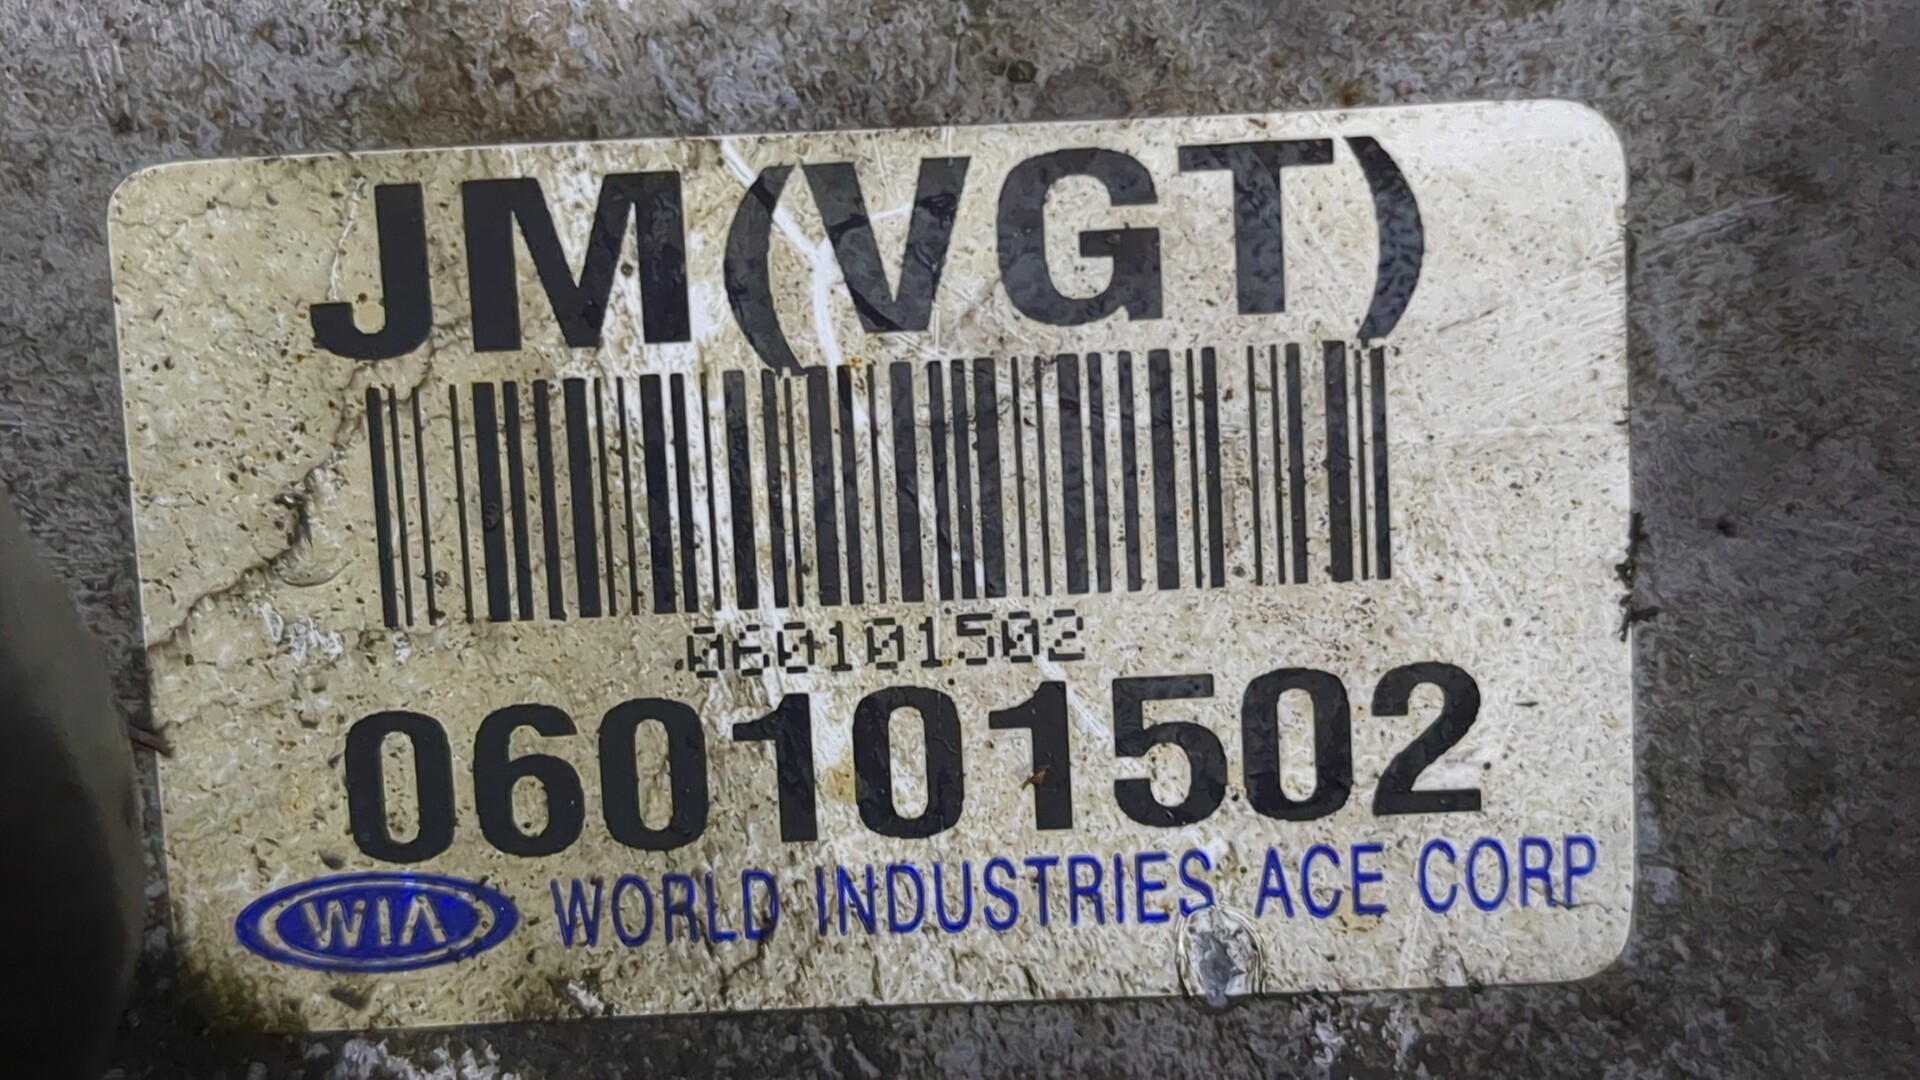 JM(VGT)
060101502
060101502
WIA WORLD INDUSTRIES ACE CORP